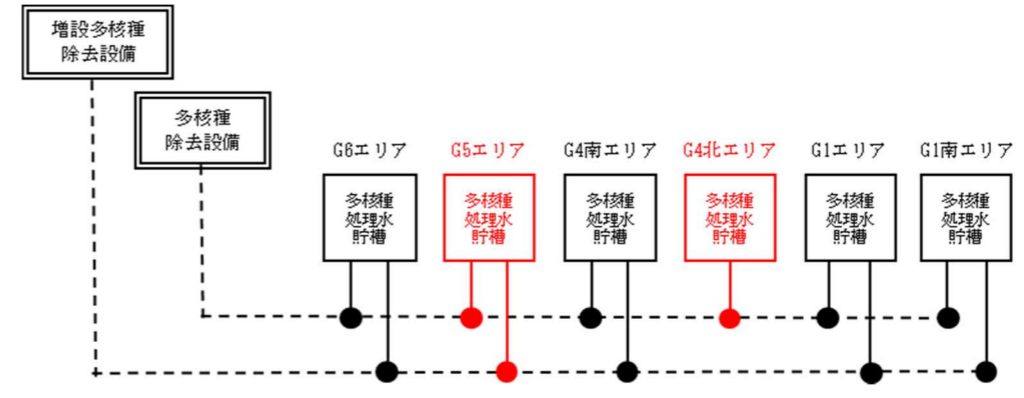 増設多核種
除去設備
多核種
除去設備
G6エリア
G5エリア
G4南エリア
G4北エリア
G1エリア
G1南エリア
多核種
処理水
貯槽
多核種
処理水
貯槽
多核種
処理水
貯槽
多核種
処理水
貯槽
多核種
処理水
貯槽
多核種
処理水
貯槽